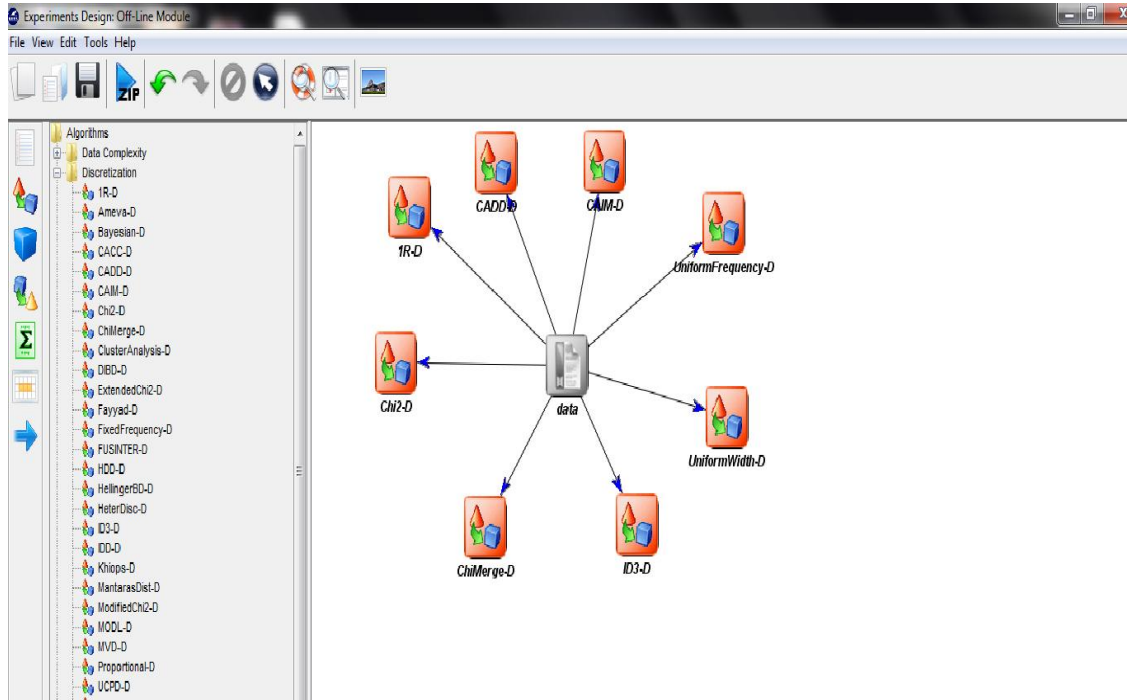 Experiments Design: Off-Line Module
File View Edit Tools Help
ZIP
Algorithms
Data Complexity
Discretization
1R-D
Ameva-D
Bayesian-D
CACC-D
CADD-D
CAIM-D
Chi2-D
ChiMerge-D
ClusterAnalysis-D
DIBD-D
ExtendedChi2-D
Fayyad-D
FixedFrequency-D
FUSINTER-D
HDD-D
HellingerBD-D
HeterDisc-D
ID3-D
IDD-D
Khiops-D
MantarasDist-D
ModifiedChi2-D
MODL-D
MVD-D
Proportional-D
UCPD-D
Σ
CADD-D
CAIM-D
1R-D
UniformFrequency-D
Chi2-D
data
UniformWidth-D
ChiMerge-D
ID3-D